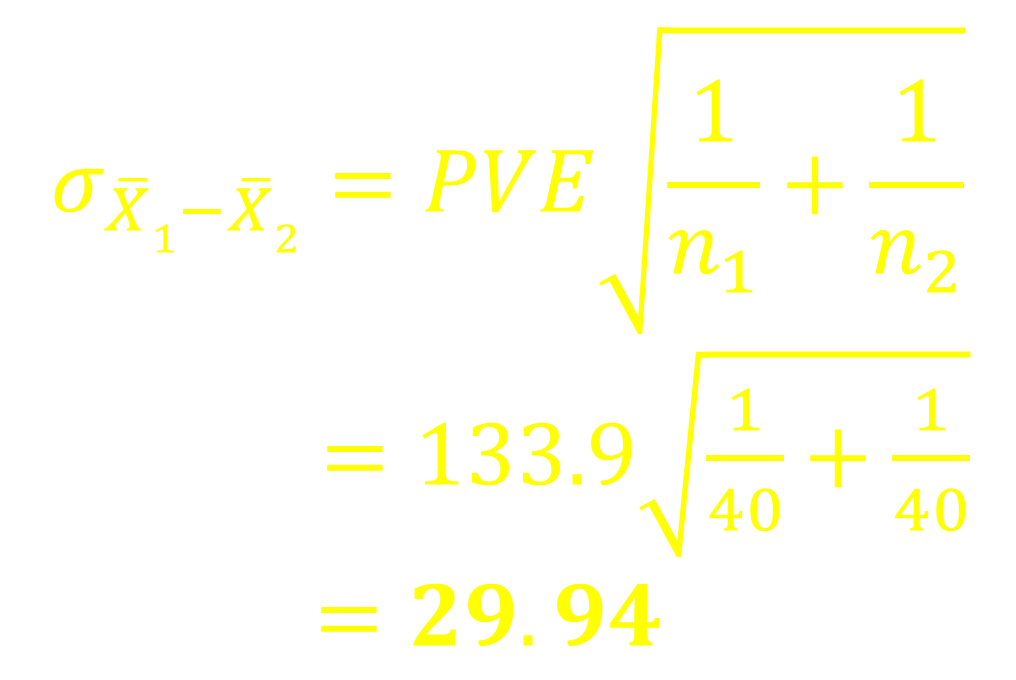 σ_{X̄₁−X̄₂} = PVE √(1/n₁ + 1/n₂)
= 133.9 √(1/40 + 1/40)
= 29.94